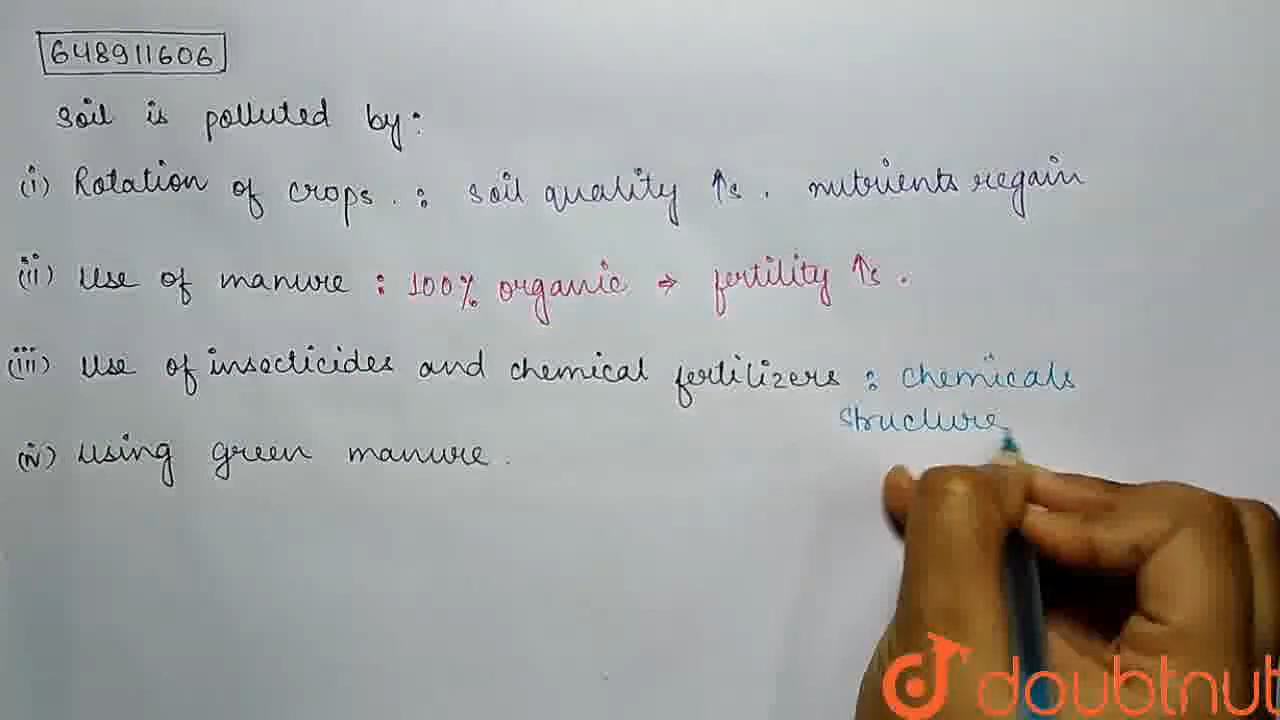 648911606
Soil is polluted by:
(i) Rotation of crops. : soil quality ↑s. nutrients regain
(ii) Use of manure : 100% organic → fertility ↑s.
(iii) Use of insecticides and chemical fertilizers : chemicals
structure
(iv) Using green manure.
doubtnut